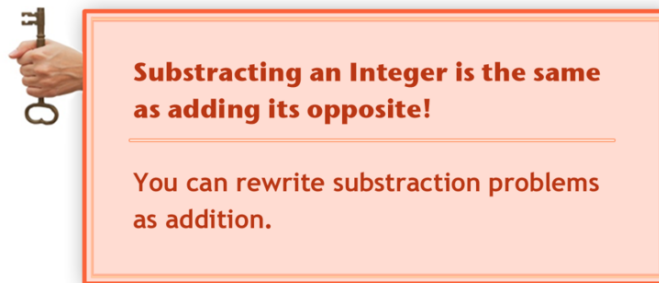 Substracting an Integer is the same
as adding its opposite!
You can rewrite substraction problems
as addition.